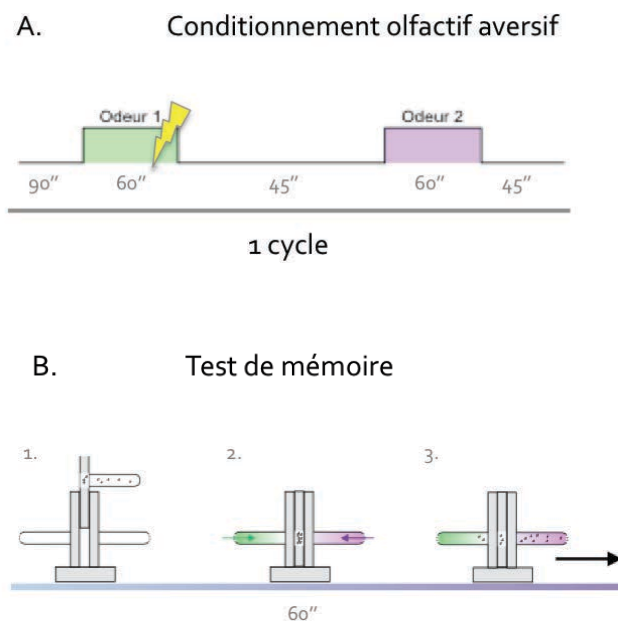 A. Conditionnement olfactif aversif
Odeur 1 Odeur 2
90’’ 60’’ 45’’ 60’’ 45’’
1 cycle
B. Test de mémoire
1. 2. 3.
60’’